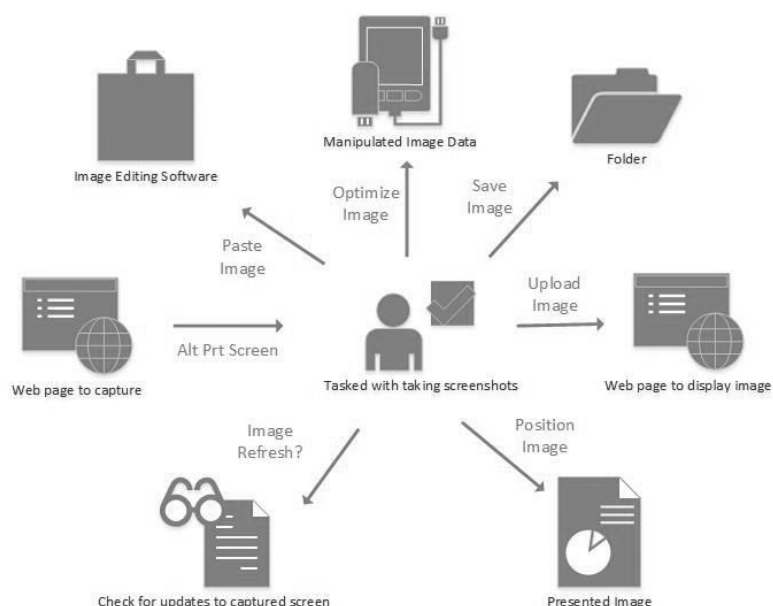 Manipulated Image Data
Image Editing Software
Folder
Optimize
Image
Save
Image
Paste
Image
Upload
Image
Alt Prt Screen
Web page to capture
Tasked with taking screenshots
Web page to display image
Image
Refresh?
Position
Image
Check for updates to captured screen
Presented Image